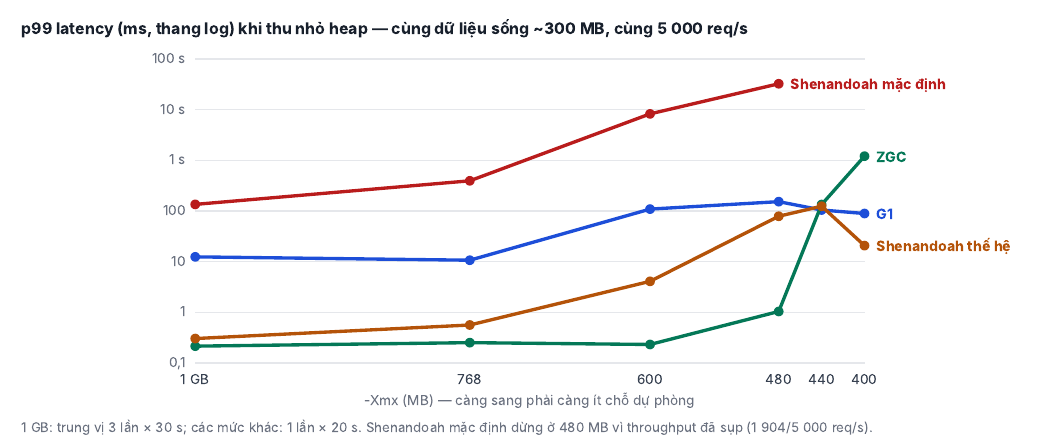 p99 latency (ms, thang log) khi thu nhỏ heap — cùng dữ liệu sống ~300 MB, cùng 5 000 req/s
100 s
10 s
1 s
100
10
1
0,1
Shenandoah mặc định
ZGC
G1
Shenandoah thế hệ
1 GB 768 600 480 440 400
-Xmx (MB) — càng sang phải càng ít chỗ dự phòng
1 GB: trung vị 3 lần × 30 s; các mức khác: 1 lần × 20 s. Shenandoah mặc định dừng ở 480 MB vì throughput đã sụp (1 904/5 000 req/s).